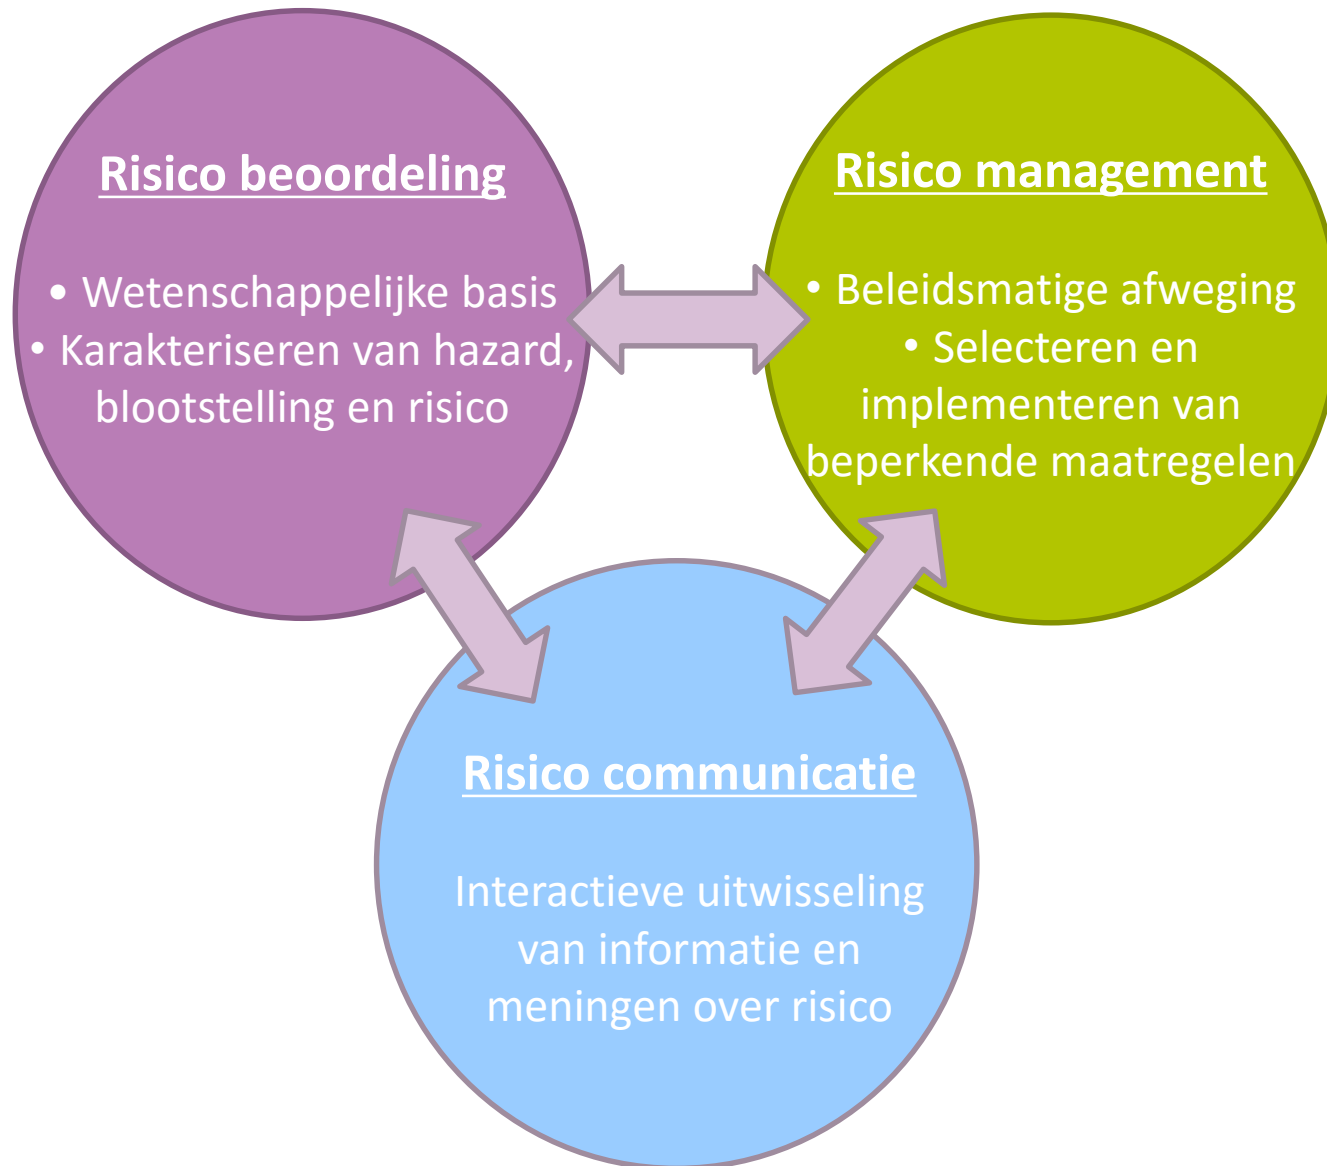 Risico beoordeling
• Wetenschappelijke basis
• Karakteriseren van hazard,
blootstelling en risico
Risico management
• Beleidsmatige afweging
• Selecteren en
implementeren van
beperkende maatregelen
Risico communicatie
Interactieve uitwisseling
van informatie en
meningen over risico